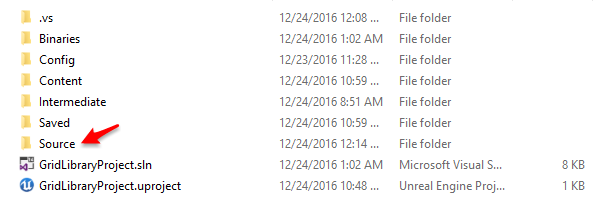 .vs 12/24/2016 12:08 ... File folder
Binaries 12/24/2016 1:02 AM File folder
Config 12/23/2016 11:28 ... File folder
Content 12/24/2016 10:59 ... File folder
Intermediate 12/24/2016 8:51 AM File folder
Saved 12/24/2016 10:59 ... File folder
Source 12/24/2016 12:14 ... File folder
GridLibraryProject.sln 12/24/2016 1:02 AM Microsoft Visual S... 8 KB
GridLibraryProject.uproject 12/24/2016 10:48 ... Unreal Engine Proj... 1 KB